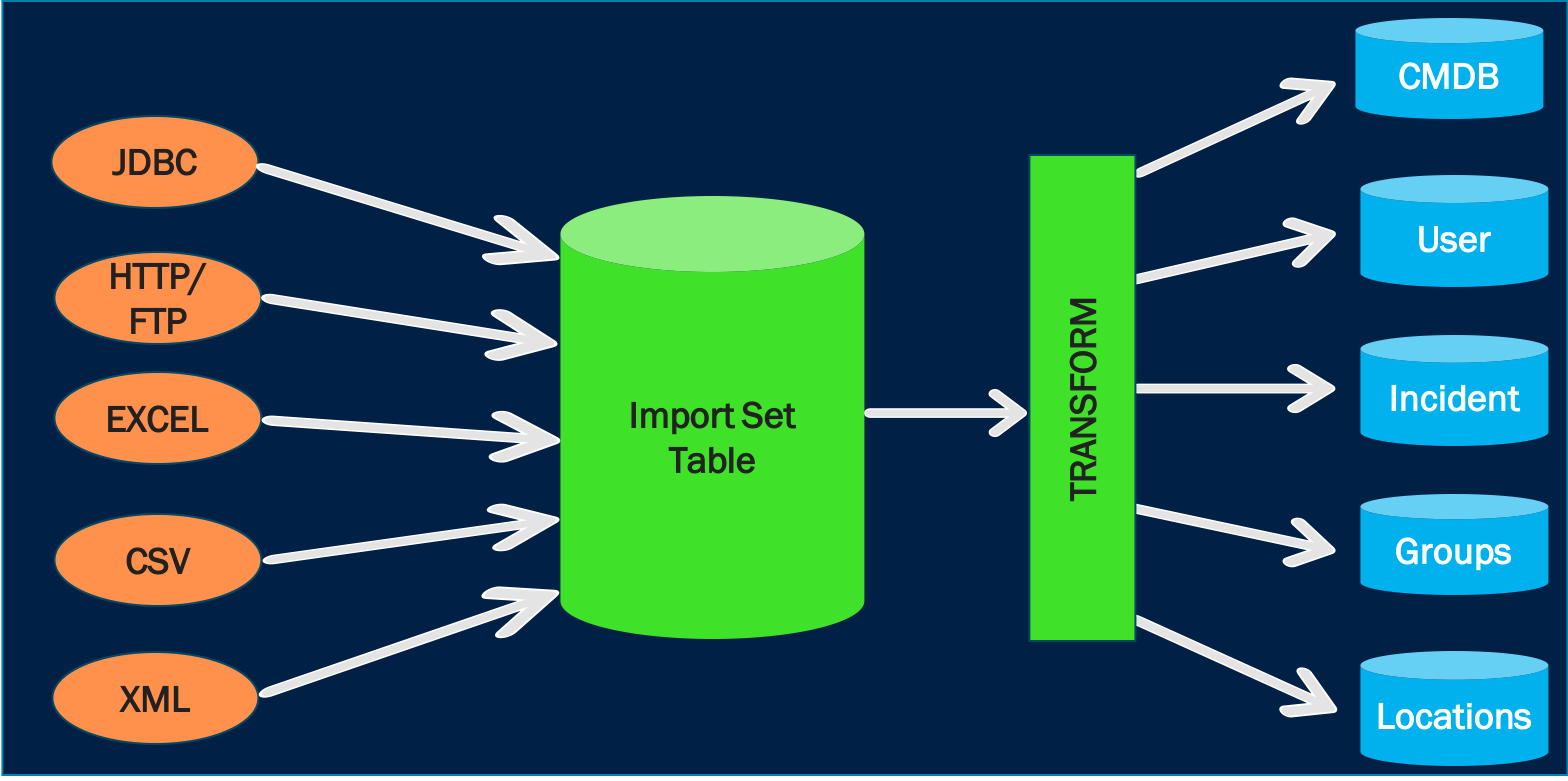 JDBC
HTTP/
FTP
EXCEL
CSV
XML
Import Set
Table
TRANSFORM
CMDB
User
Incident
Groups
Locations